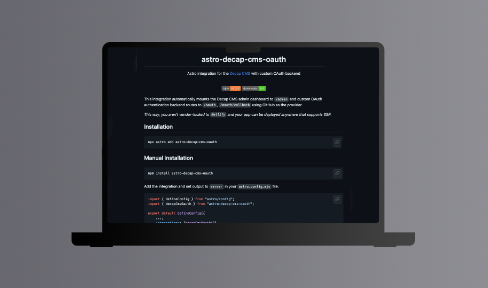 astro-decap-cms-oauth
Astro integration for the Decap CMS with custom OAuth backend
This integration automatically mounts the Decap CMS admin dashboard to /admin and custom OAuth
authentication backend routes to /oauth, /oauth/callback using GitHub as the provider.
This way, you aren't vendor-locked to Netlify and your app can be deployed anywhere that supports SSR.
Installation
npx astro add astro-decap-cms-oauth
Manual Installation
npm install astro-decap-cms-oauth
Add the integration and set output to server in your astro.config.mjs file:
import { defineConfig } from "astro/config";
import { decapCmsOauth } from "astro-decap-cms-oauth";
export default defineConfig({